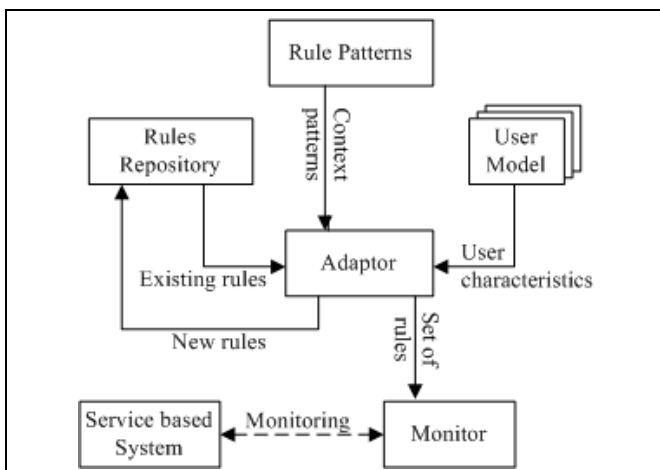 Rule Patterns
Context
patterns
Rules
Repository
User
Model
Adaptor
User
characteristics
Existing rules
New rules
Set of
rules
Service based
System
Monitoring
Monitor